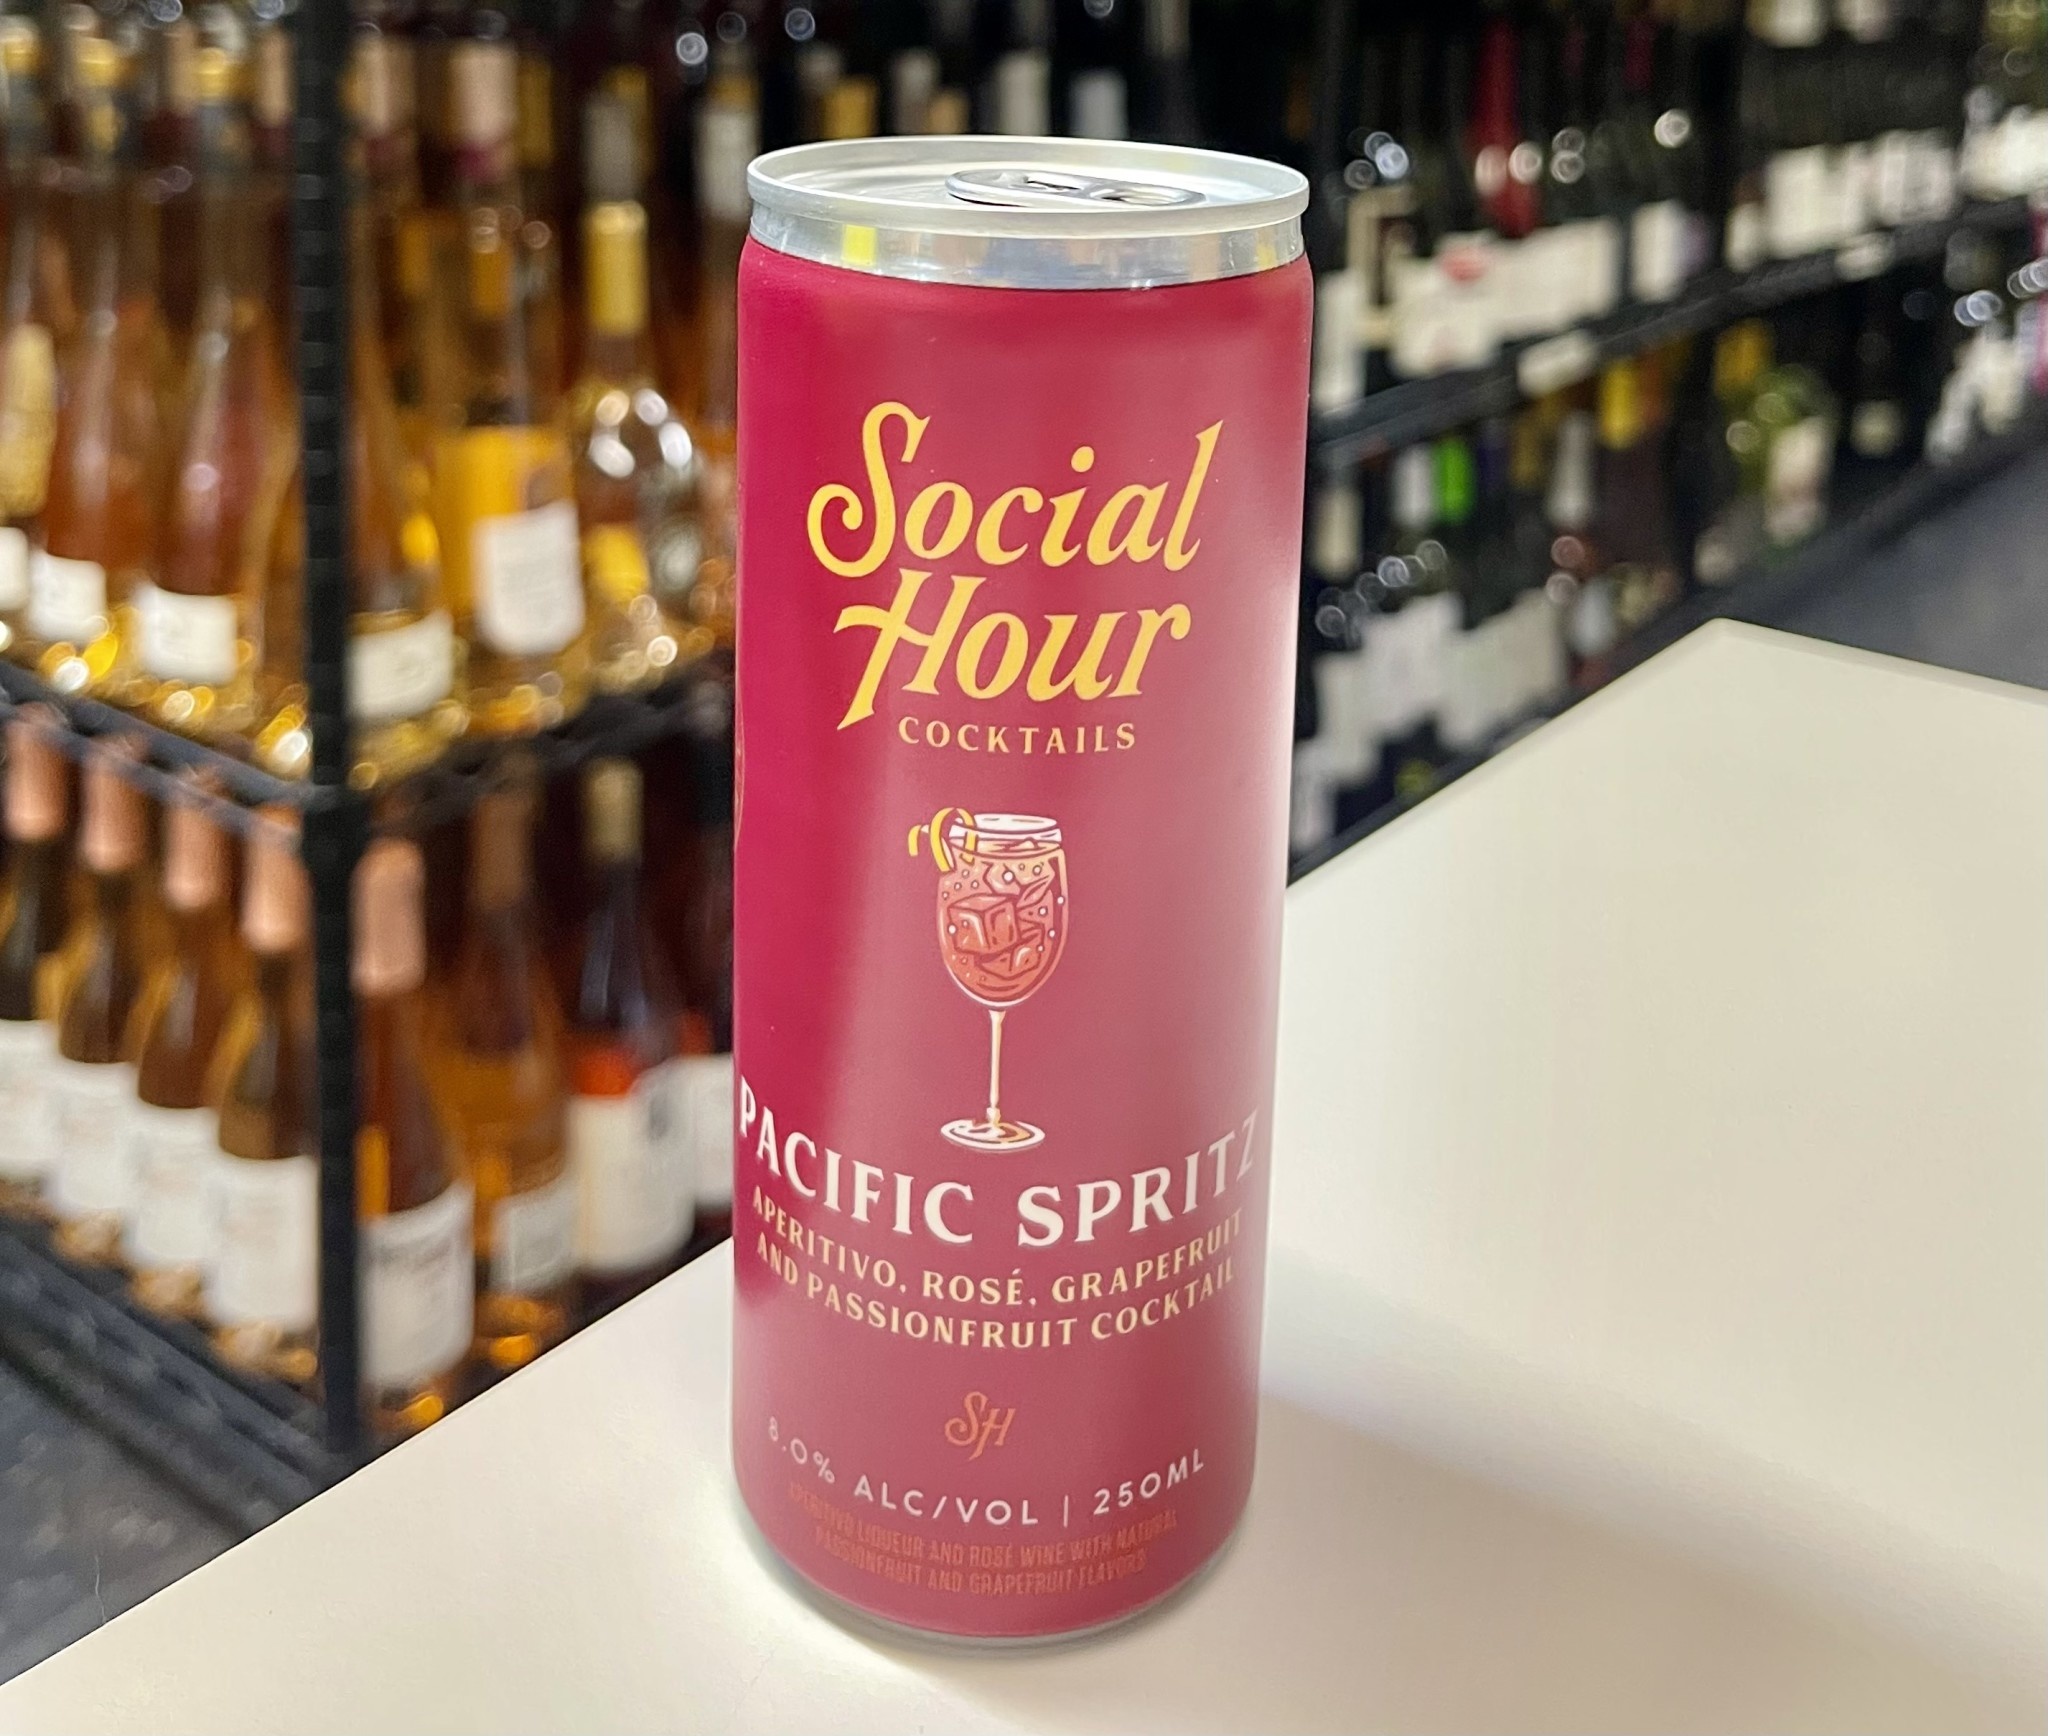 Social
Hour
COCKTAILS
PACIFIC SPRITZ
APERITIVO, ROSÉ, GRAPEFRUIT
AND PASSIONFRUIT COCKTAIL
SH
8.0% ALC/VOL | 250ML
APERITIVO LIQUEUR AND ROSÉ WINE WITH NATURAL
PASSIONFRUIT AND GRAPEFRUIT FLAVORS